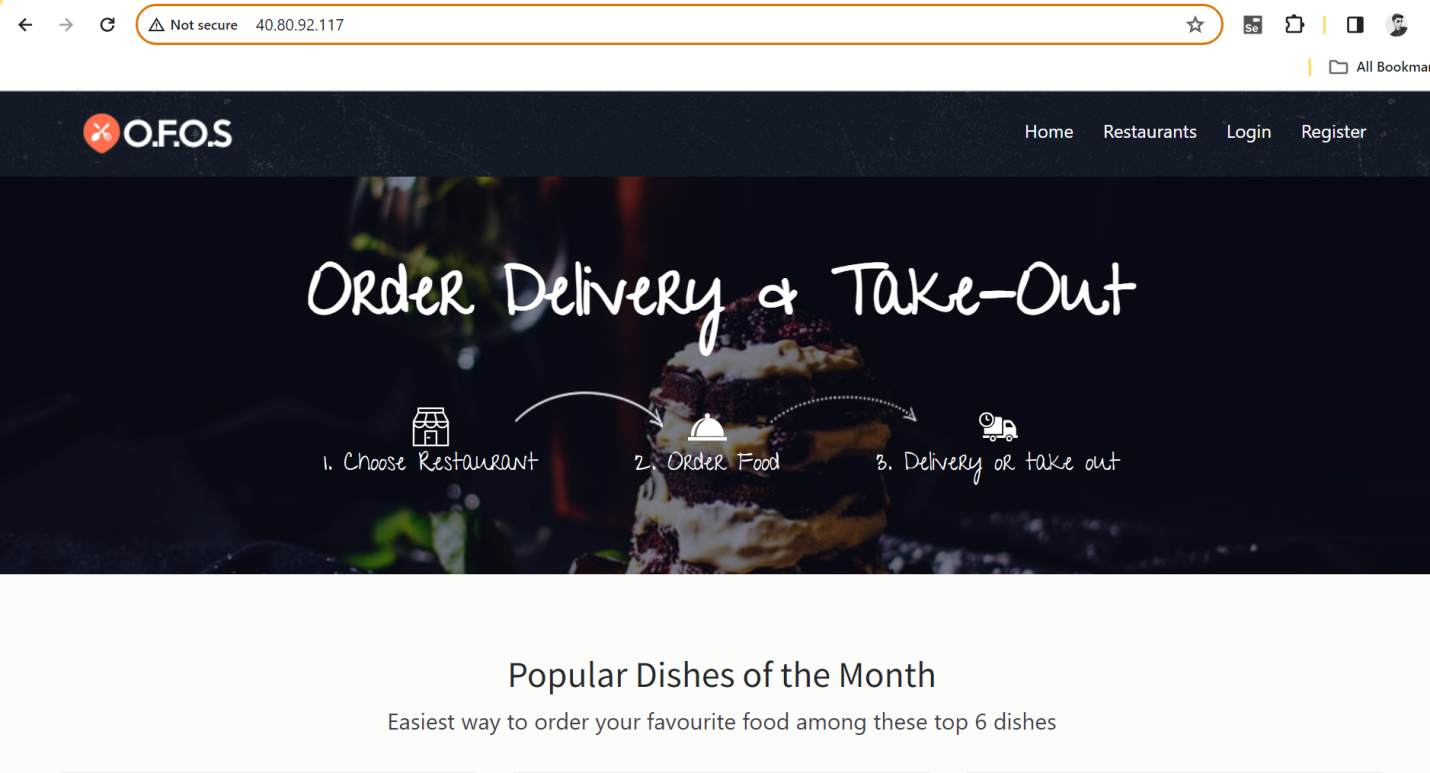 Not secure 40.80.92.117
Se
All Bookmar
O.F.O.S
Home Restaurants Login Register
Order Delivery & Take-Out
1. Choose Restaurant 2. Order Food 3. Delivery or take out
Popular Dishes of the Month
Easiest way to order your favourite food among these top 6 dishes